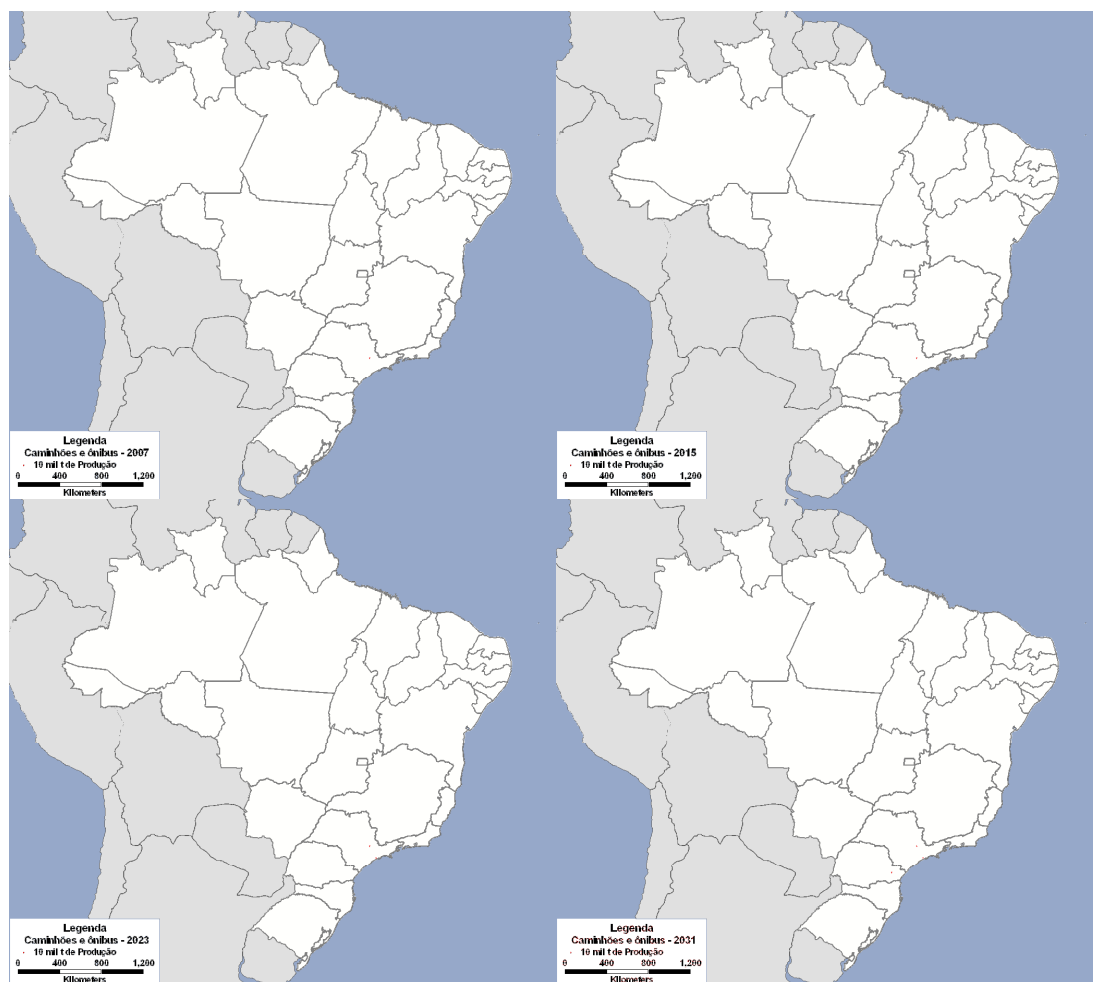 Legenda
Caminhões e ônibus - 2007
10 mil t de Produção
0 400 800 1,200
Kilometers
Legenda
Caminhões e ônibus - 2015
10 mil t de Produção
0 400 800 1,200
Kilometers
Legenda
Caminhões e ônibus - 2023
10 mil t de Produção
0 400 800 1,200
Kilometers
Legenda
Caminhões e ônibus - 2031
10 mil t de Produção
0 400 800 1,200
Kilometers